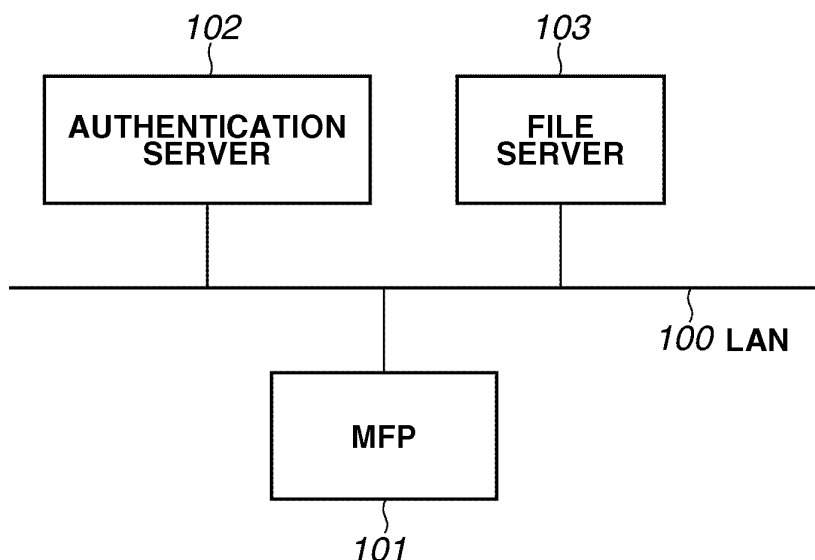 102
103
AUTHENTICATION
SERVER
FILE
SERVER
100 LAN
MFP
101